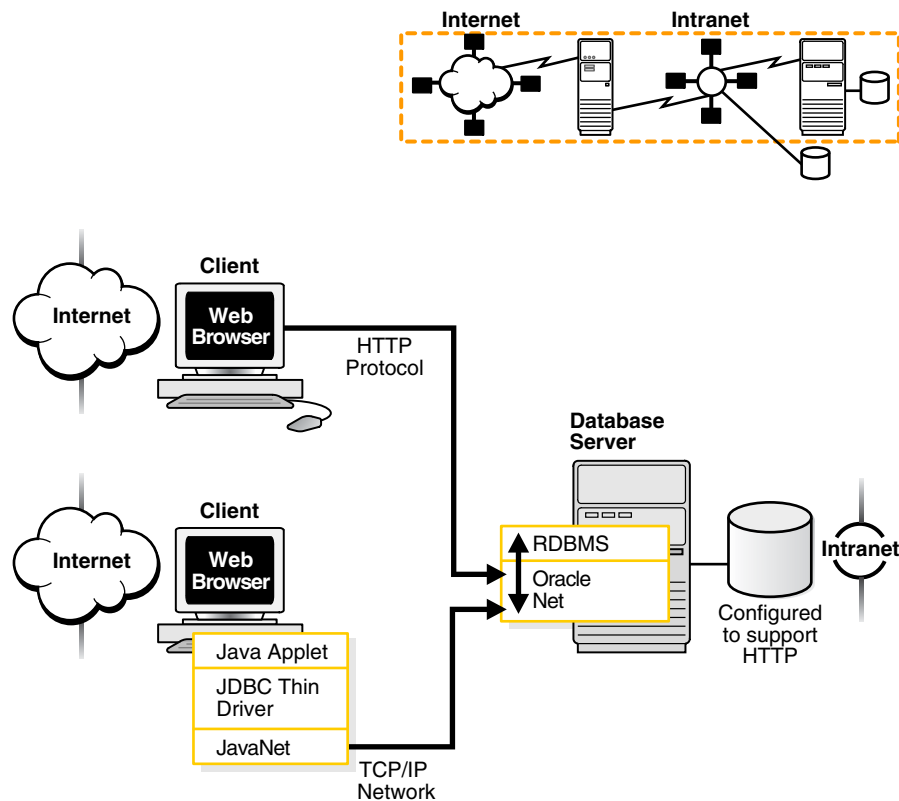 Internet
Intranet
Client
Internet
Web
Browser
HTTP
Protocol
Database
Server
Client
Internet
Web
Browser
RDBMS
Oracle
Net
Intranet
Configured
to support
HTTP
Java Applet
JDBC Thin
Driver
JavaNet
TCP/IP
Network